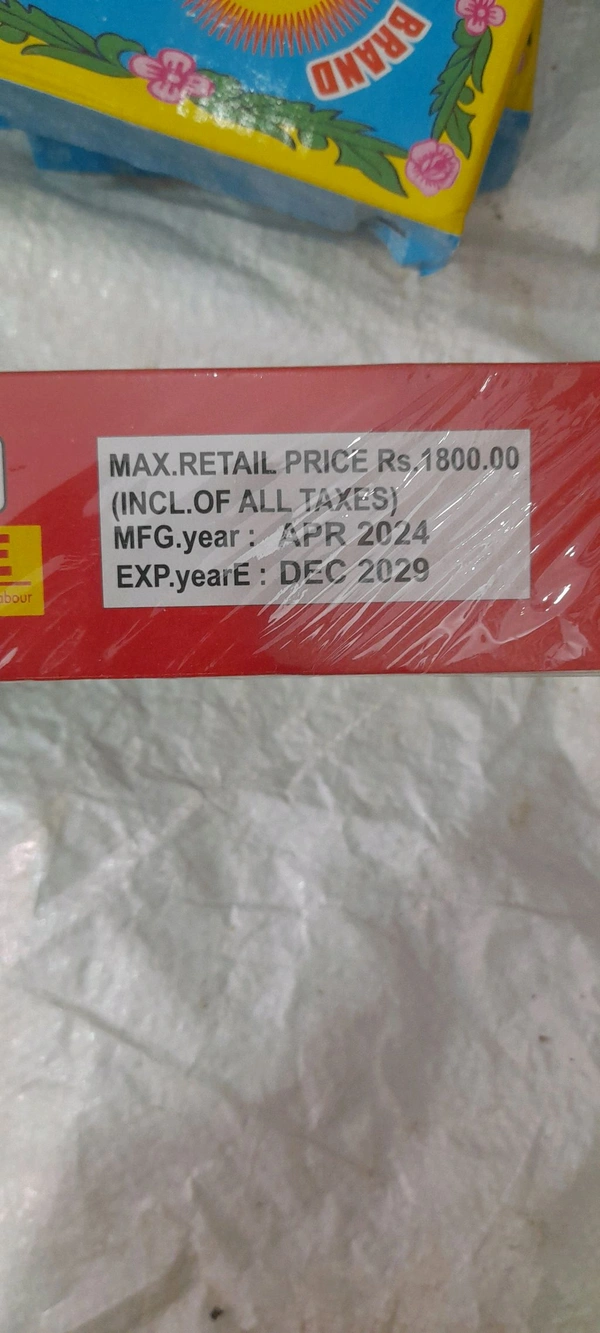 BRAND
MAX.RETAIL PRICE Rs.1800.00
(INCL.OF ALL TAXES)
MFG.year : APR 2024
EXP.yearE : DEC 2029
E
abour